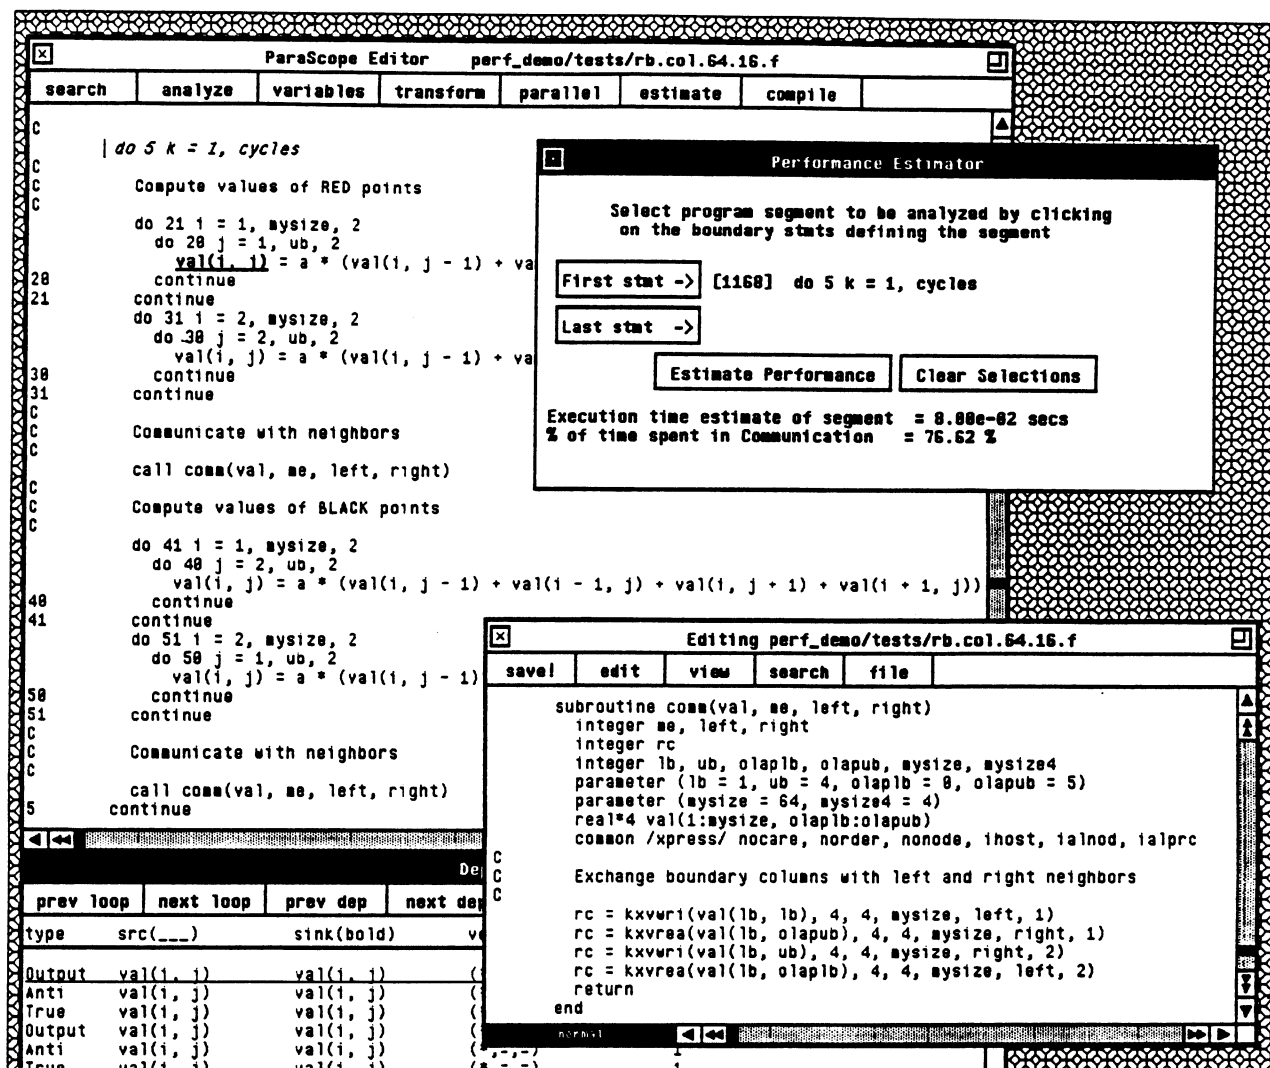 ParaScope Editor perf_demo/tests/rb.col.64.16.f
search analyze variables transform parallel estimate compile
C
do 5 k = 1, cycles
C
C Compute values of RED points
C
do 21 i = 1, mysize, 2
do 20 j = 1, ub, 2
val(i, j) = a * (val(i, j - 1) + va
20 continue
21 continue
do 31 i = 2, mysize, 2
do 30 j = 2, ub, 2
val(i, j) = a * (val(i, j - 1) + va
30 continue
31 continue
C
C Communicate with neighbors
C
call comm(val, me, left, right)
C
C Compute values of BLACK points
C
do 41 i = 1, mysize, 2
do 40 j = 2, ub, 2
val(i, j) = a * (val(i, j - 1) + val(i - 1, j) + val(i, j + 1) + val(i + 1, j))
40 continue
41 continue
do 51 i = 2, mysize, 2
do 50 j = 1, ub, 2
val(i, j) = a * (val(i, j - 1)
50 continue
51 continue
C
C Communicate with neighbors
C
call comm(val, me, left, right)
5 continue
Performance Estimator
Select program segment to be analyzed by clicking
on the boundary stmts defining the segment
First stmt -> [1168] do 5 k = 1, cycles
Last stmt ->
Estimate Performance Clear Selections
Execution time estimate of segment = 8.00e-02 secs
% of time spent in Communication = 76.62 %
Editing perf_demo/tests/rb.col.64.16.f
save! edit view search file
subroutine comm(val, me, left, right)
integer me, left, right
integer rc
integer lb, ub, olaplb, olapub, mysize, mysize4
parameter (lb = 1, ub = 4, olaplb = 0, olapub = 5)
parameter (mysize = 64, mysize4 = 4)
real*4 val(1:mysize, olaplb:olapub)
common /xpress/ nocare, norder, nonode, ihost, ialnod, ialprc
C
C Exchange boundary columns with left and right neighbors
C
rc = kxvwri(val(lb, lb), 4, 4, mysize, left, 1)
rc = kxvrea(val(lb, olapub), 4, 4, mysize, right, 1)
rc = kxvwri(val(lb, ub), 4, 4, mysize, right, 2)
rc = kxvrea(val(lb, olaplb), 4, 4, mysize, left, 2)
return
end
normal
De
prev loop next loop prev dep next dep
type src(___) sink(bold) ve
Output val(i, j) val(i, j) (
Anti val(i, j) val(i, j) (
True val(i, j) val(i, j) (
Output val(i, j) val(i, j) (
Anti val(i, j) val(i, j) (*,-,-) 1
True val(i, j) val(i, j) (*,=,=) 1